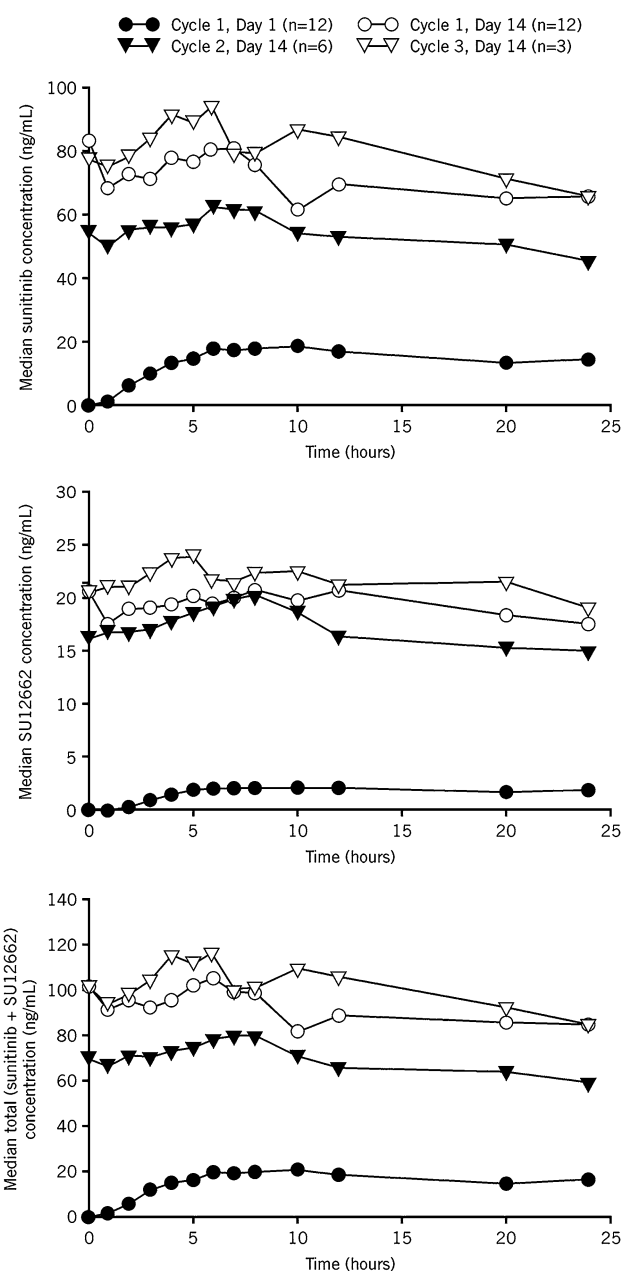 Cycle 1, Day 1 (n=12)
Cycle 1, Day 14 (n=12)
Cycle 2, Day 14 (n=6)
Cycle 3, Day 14 (n=3)
Median sunitinib concentration (ng/mL)
100
80
60
40
20
0
0 5 10 15 20 25
Time (hours)
Median SU12662 concentration (ng/mL)
30
25
20
15
10
5
0
0 5 10 15 20 25
Time (hours)
Median total (sunitinib + SU12662)
concentration (ng/mL)
140
120
100
80
60
40
20
0
0 5 10 15 20 25
Time (hours)